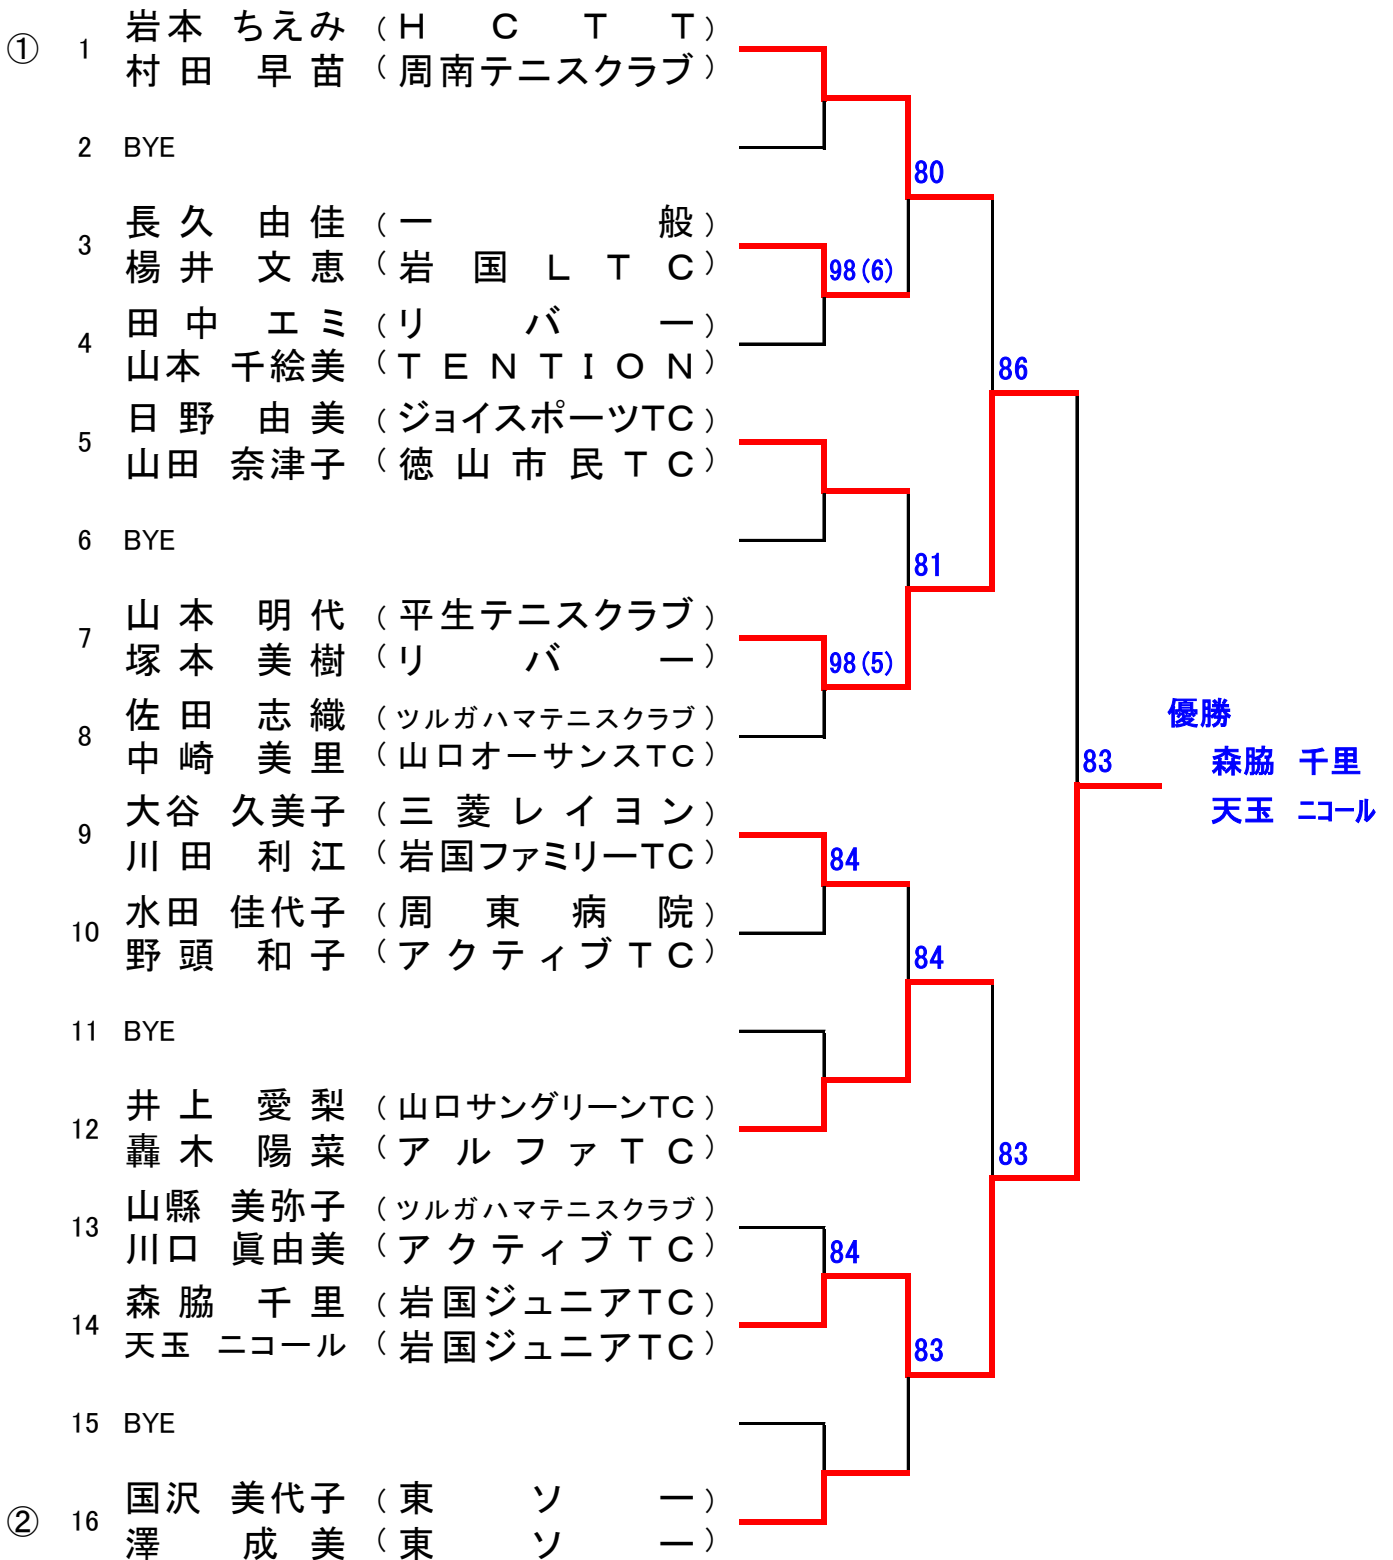 ① 1 岩本 ちえみ (H C T T)
村田 早苗 (周南テニスクラブ)
2 BYE
80
3 長久 由佳 (一 般)
楊井 文恵 (岩国LTC)
98(6)
4 田中 エミ (リバー)
山本 千絵美 (TENTION)
86
5 日野 由美 (ジョイスポーツTC)
山田 奈津子 (徳山市民TC)
6 BYE
81
7 山本 明代 (平生テニスクラブ)
塚本 美樹 (リバー)
98(5)
8 佐田 志織 (ツルガハマテニスクラブ)
中崎 美里 (山口オーサンスTC)
優勝
83 森脇 千里
天玉 ニコール
9 大谷 久美子 (三菱レイヨン)
川田 利江 (岩国ファミリーTC)
84
10 水田 佳代子 (周東病院)
野頭 和子 (アクティブTC)
84
11 BYE
12 井上 愛梨 (山口サングリーンTC)
轟木 陽菜 (アルファTC)
83
13 山縣 美弥子 (ツルガハマテニスクラブ)
川口 眞由美 (アクティブTC)
84
14 森脇 千里 (岩国ジュニアTC)
天玉 ニコール (岩国ジュニアTC)
83
15 BYE
② 16 国沢 美代子 (東ソー)
澤 成美 (東ソー)